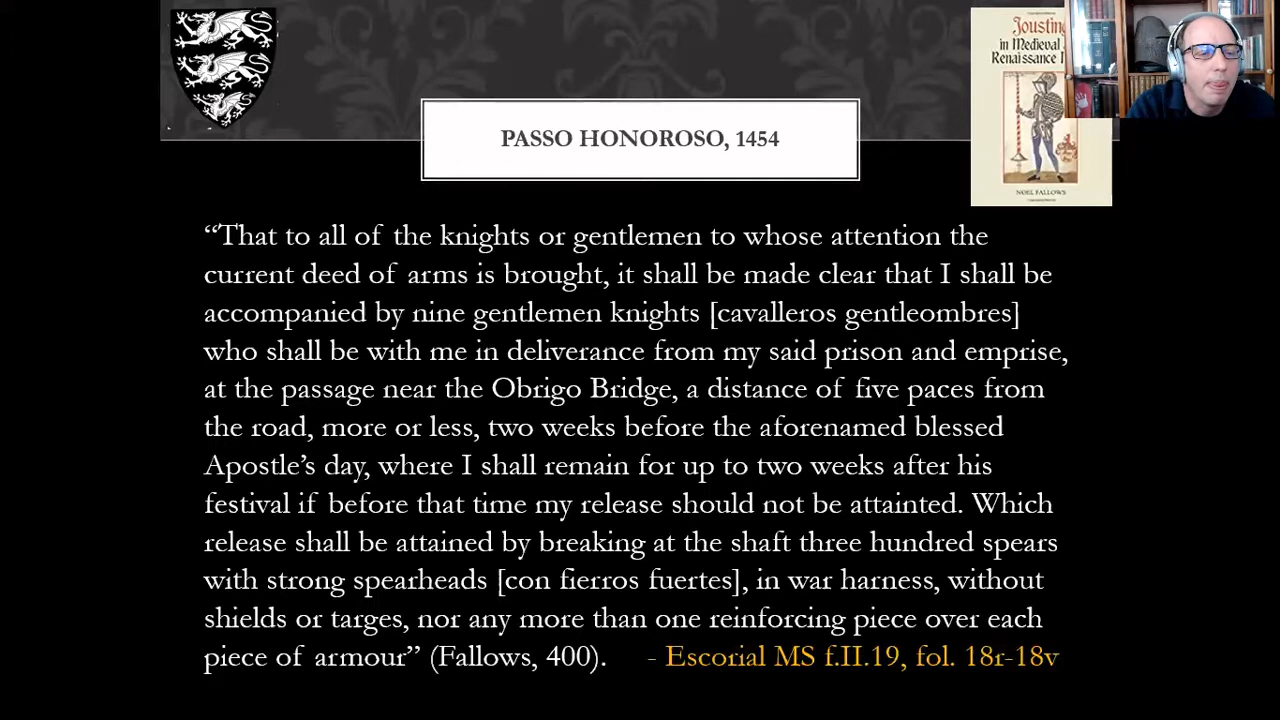 Jousting
in Medieval
Renaissance
NOEL FALLOWS
PASSO HONOROSO, 1454
“That to all of the knights or gentlemen to whose attention the
current deed of arms is brought, it shall be made clear that I shall be
accompanied by nine gentlemen knights [cavalleros gentleombres]
who shall be with me in deliverance from my said prison and emprise,
at the passage near the Obrigo Bridge, a distance of five paces from
the road, more or less, two weeks before the aforenamed blessed
Apostle’s day, where I shall remain for up to two weeks after his
festival if before that time my release should not be attainted. Which
release shall be attained by breaking at the shaft three hundred spears
with strong spearheads [con fierros fuertes], in war harness, without
shields or targes, nor any more than one reinforcing piece over each
piece of armour” (Fallows, 400). - Escorial MS f.II.19, fol. 18r-18v